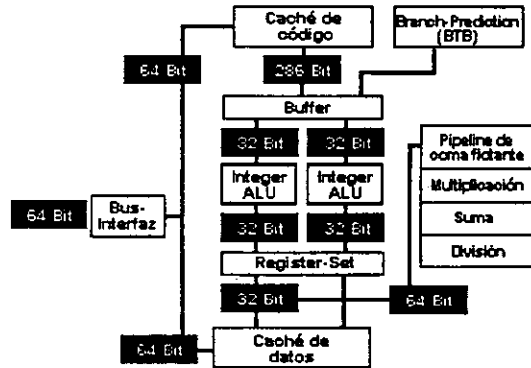 Caché de
código
Branch-Prediction
(BTB)
64 Bit
286 Bit
Buffer
32 Bit
32 Bit
Pipeline de
coma flotante
Integer
ALU
Integer
ALU
Multiplicación
64 Bit
Bus-
Interfaz
Suma
32 Bit
32 Bit
División
Register-Set
32 Bit
64 Bit
64 Bit
Caché de
datos